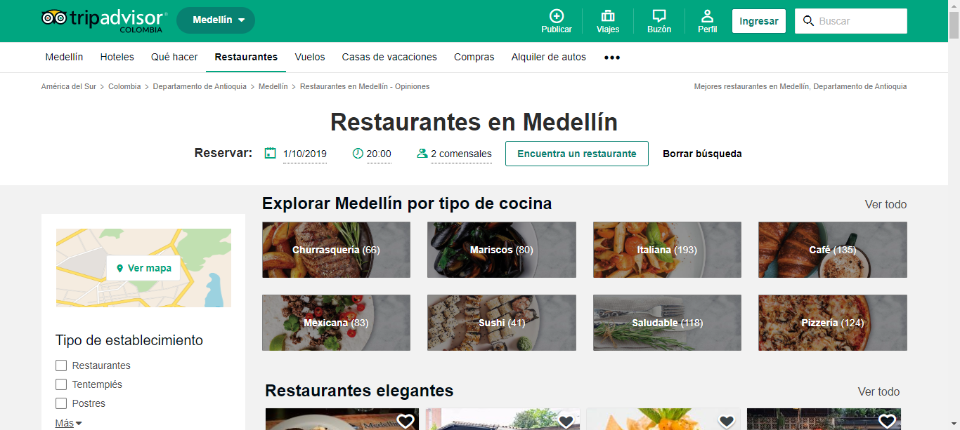 tripadvisor®
COLOMBIA
Medellín
Publicar
Viajes
Buzón
Perfil
Ingresar
Buscar
Medellín Hoteles Qué hacer Restaurantes Vuelos Casas de vacaciones Compras Alquiler de autos •••
América del Sur > Colombia > Departamento de Antioquia > Medellín > Restaurantes en Medellín - Opiniones
Mejores restaurantes en Medellín, Departamento de Antioquia
Restaurantes en Medellín
Reservar: 1/10/2019 20:00 2 comensales Encuentra un restaurante Borrar búsqueda
Ver mapa
Tipo de establecimiento
Restaurantes
Tentempiés
Postres
Más
Explorar Medellín por tipo de cocina
Ver todo
Churrasquería (66)
Mariscos (80)
Italiana (193)
Café (135)
Mexicana (83)
Sushi (41)
Saludable (118)
Pizzería (124)
Restaurantes elegantes
Ver todo